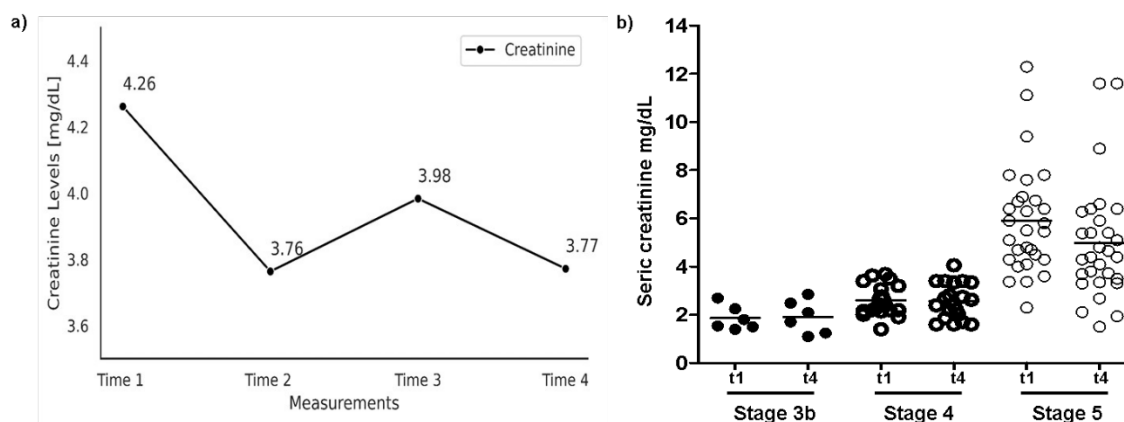 a)
Creatinine Levels [mg/dL]
4.4
4.2
4.0
3.8
3.6
4.26
3.76
3.98
3.77
Creatinine
Time 1 Time 2 Time 3 Time 4
Measurements
b)
Seric creatinine mg/dL
14
12
10
8
6
4
2
0
t1 t4 t1 t4 t1 t4
Stage 3b Stage 4 Stage 5